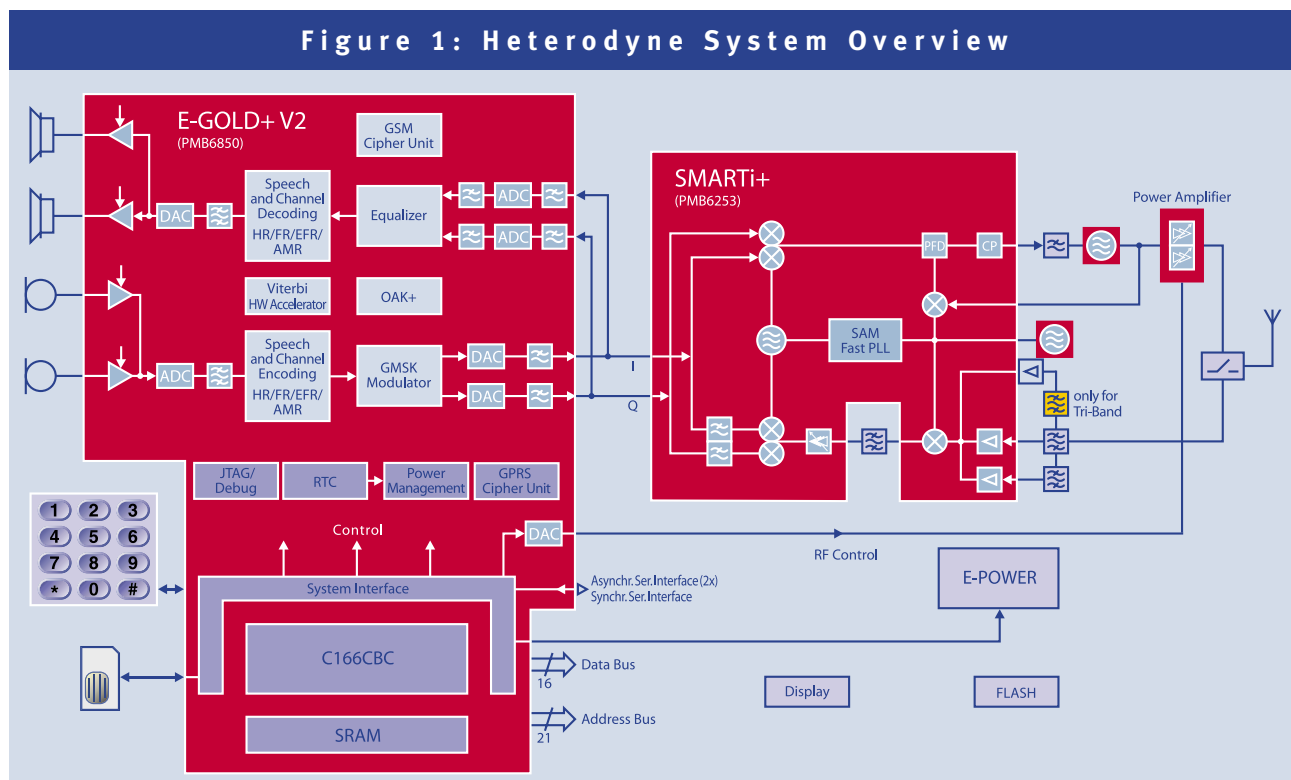 Figure 1: Heterodyne System Overview
E-GOLD+ V2
(PMB6850)
GSM
Cipher Unit
Speech
and Channel
Decoding
HR/FR/EFR/
AMR
DAC
Equalizer
ADC
ADC
Viterbi
HW Accelerator
OAK+
ADC
Speech
and Channel
Encoding
HR/FR/EFR/
AMR
GMSK
Modulator
DAC
DAC
I
Q
SMARTi+
(PMB6253)
PFD
CP
SAM
Fast PLL
Power Amplifier
only for
Tri-Band
JTAG/
Debug
RTC
Power
Management
GPRS
Cipher Unit
Control
DAC
RF Control
1 2 3
4 5 6
7 8 9
* 0 #
System Interface
Asynchr. Ser. Interface (2x)
Synchr. Ser. Interface
E-POWER
C166CBC
16
Data Bus
Display
FLASH
SRAM
21
Address Bus